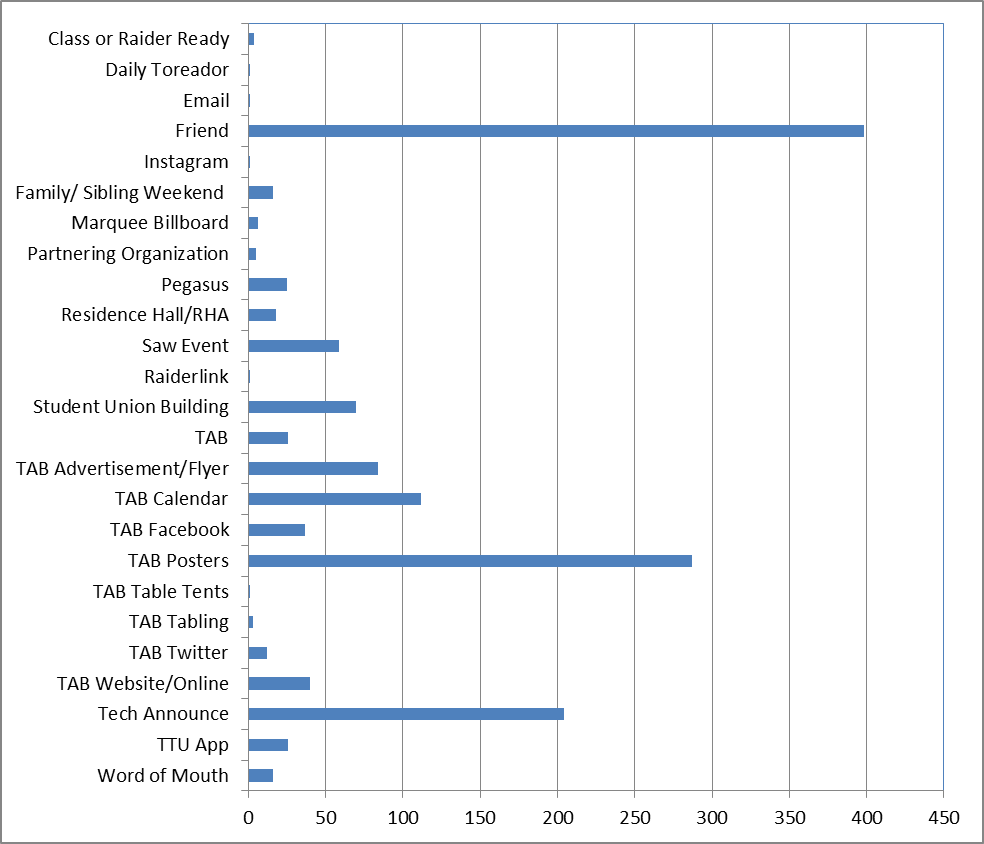 Class or Raider Ready
Daily Toreador
Email
Friend
Instagram
Family/ Sibling Weekend
Marquee Billboard
Partnering Organization
Pegasus
Residence Hall/RHA
Saw Event
Raiderlink
Student Union Building
TAB
TAB Advertisement/Flyer
TAB Calendar
TAB Facebook
TAB Posters
TAB Table Tents
TAB Tabling
TAB Twitter
TAB Website/Online
Tech Announce
TTU App
Word of Mouth
0 50 100 150 200 250 300 350 400 450